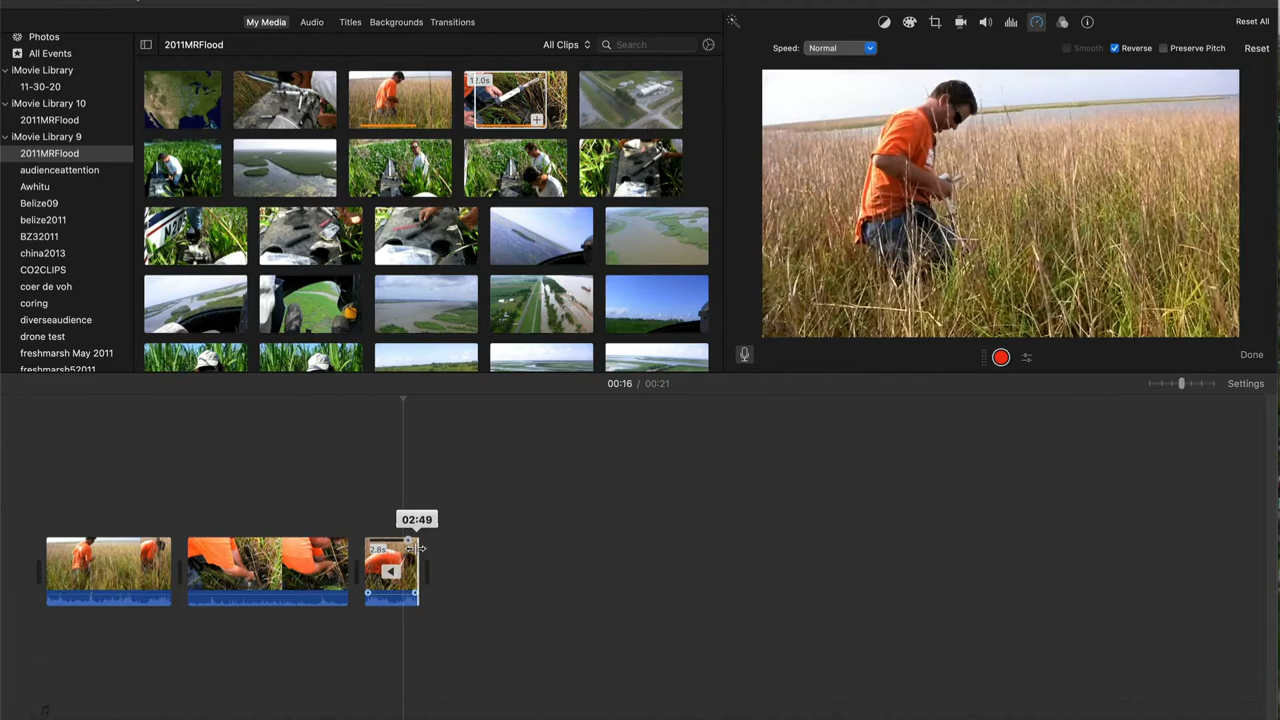 My Media Audio Titles Backgrounds Transitions
Reset All
Photos
All Events
iMovie Library
11-30-20
iMovie Library 10
2011MRFlood
iMovie Library 9
2011MRFlood
audienceattention
Awhitu
Belize09
belize2011
BZ32011
china2013
CO2CLIPS
coer de voh
coring
diverseaudience
drone test
freshmarsh May 2011
freshmarsh52011
2011MRFlood
All Clips
Search
12.0s
Speed: Normal
Smooth
Reverse
Preserve Pitch
Reset
Done
00:16 / 00:21
Settings
02:49
2.8s